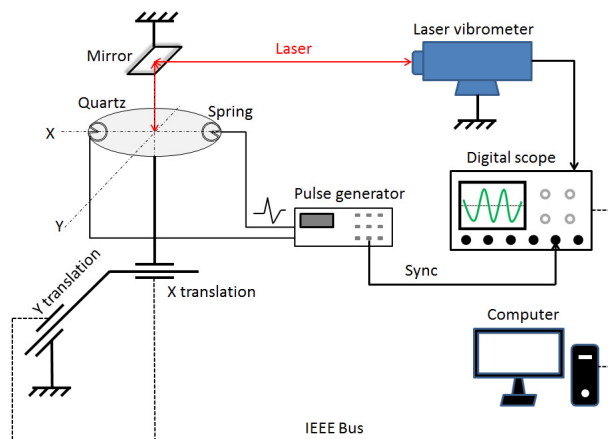 Mirror
Laser
Laser vibrometer
Quartz
Spring
X
Digital scope
Pulse generator
Y
Sync
Y translation
X translation
Computer
IEEE Bus